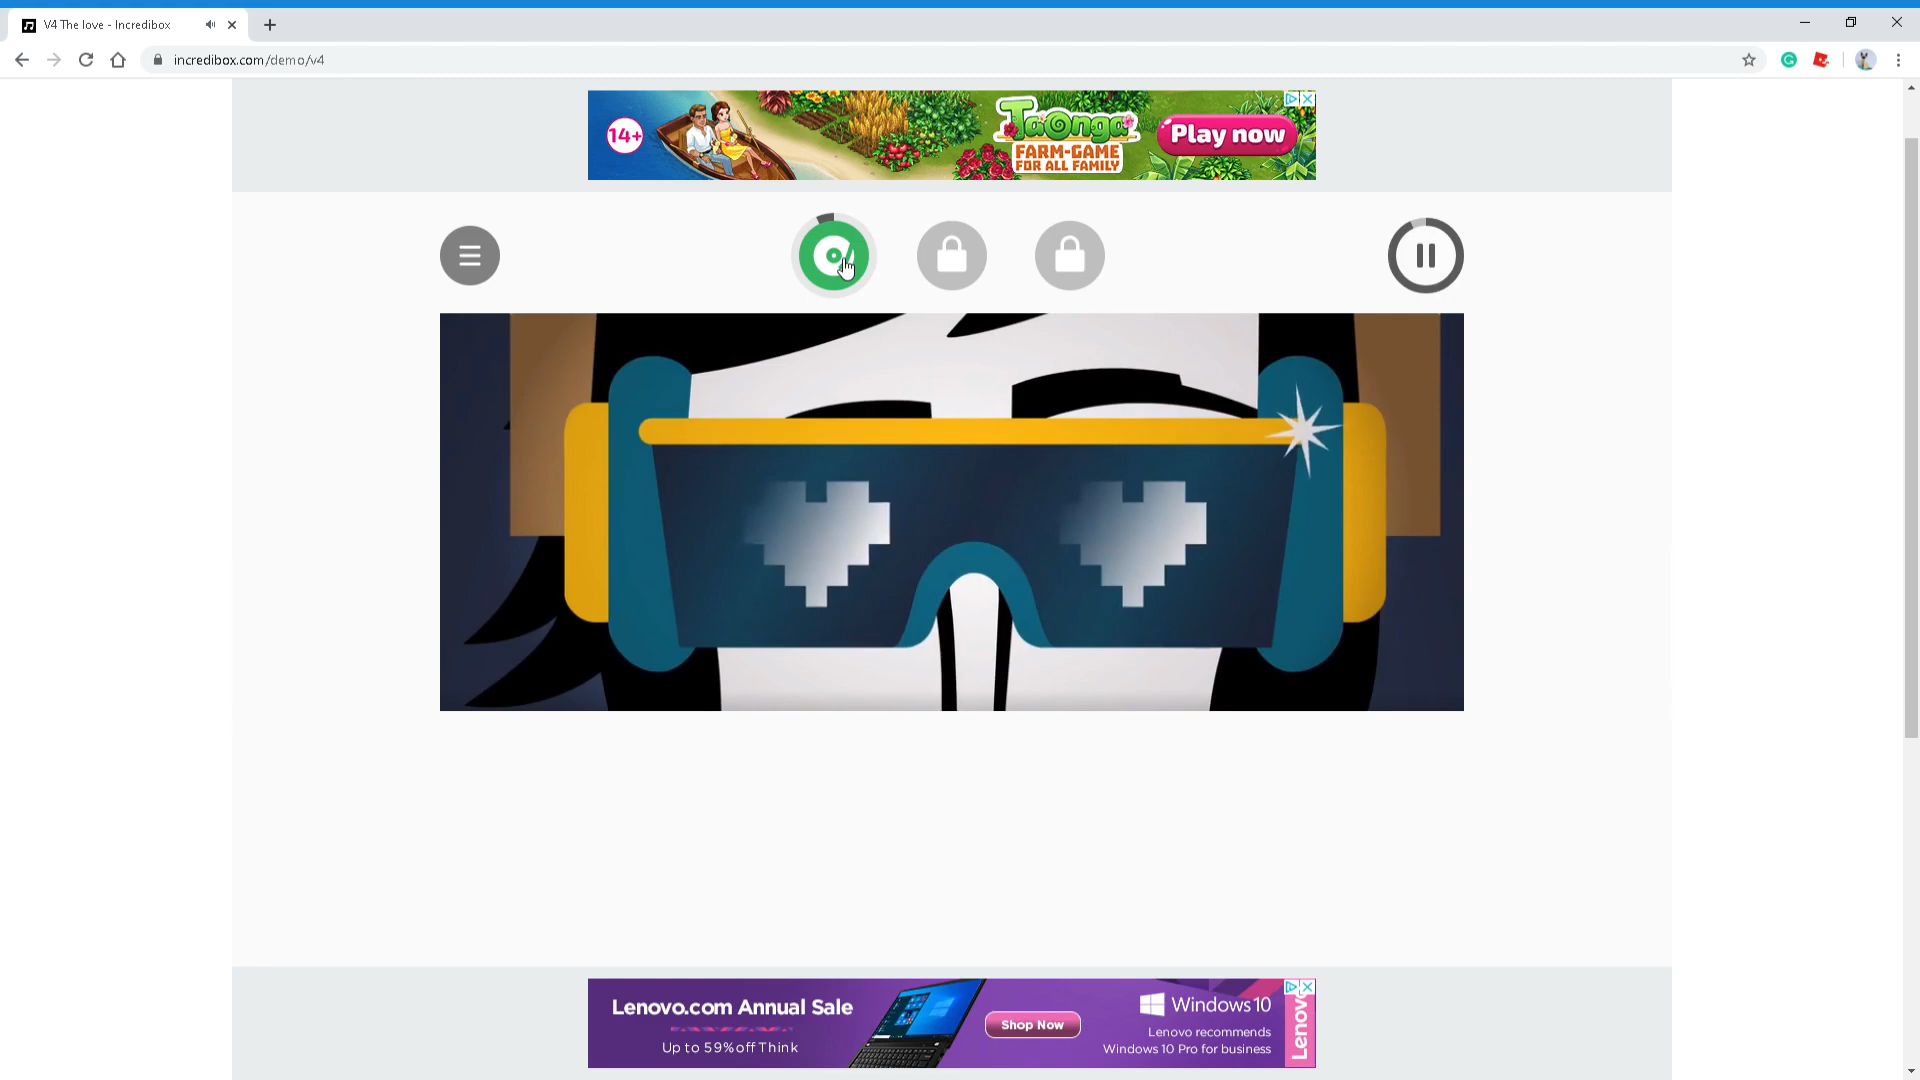 V4 The love - Incredibox
incredibox.com/demo/v4
14+
Taonga
FARM-GAME
FOR ALL FAMILY
Play now
Lenovo.com Annual Sale
Up to 59%off Think
Shop Now
Windows 10
Lenovo recommends
Windows 10 Pro for business
Lenovo